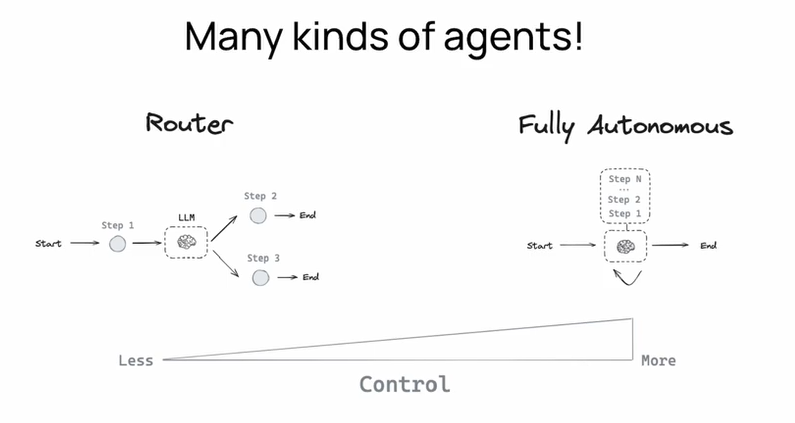 Many kinds of agents!
Router
Fully Autonomous
Step 2
LLM
Step 1
Start
End
Step 3
End
Step N
...
Step 2
Step 1
Start
End
Less
More
Control